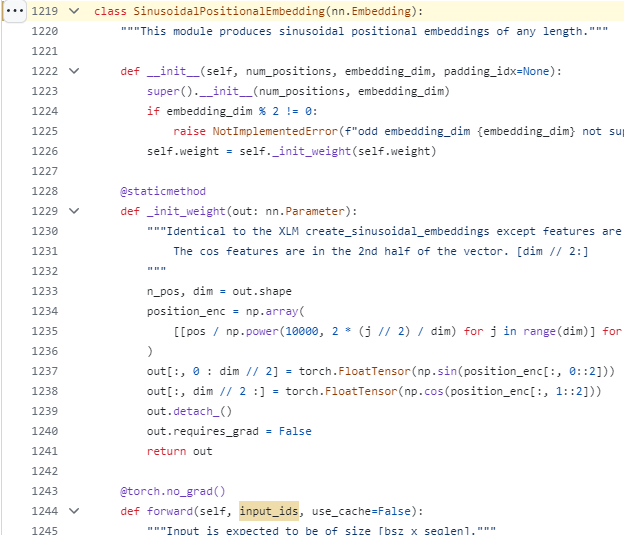 1219 class SinusoidalPositionalEmbedding(nn.Embedding):
1220 """This module produces sinusoidal positional embeddings of any length."""
1221
1222 def __init__(self, num_positions, embedding_dim, padding_idx=None):
1223 super().__init__(num_positions, embedding_dim)
1224 if embedding_dim % 2 != 0:
1225 raise NotImplementedError(f"odd embedding_dim {embedding_dim} not sup
1226 self.weight = self._init_weight(self.weight)
1227
1228 @staticmethod
1229 def _init_weight(out: nn.Parameter):
1230 """Identical to the XLM create_sinusoidal_embeddings except features are
1231 The cos features are in the 2nd half of the vector. [dim // 2:]
1232 """
1233 n_pos, dim = out.shape
1234 position_enc = np.array(
1235 [[pos / np.power(10000, 2 * (j // 2) / dim) for j in range(dim)] for
1236 )
1237 out[:, 0 : dim // 2] = torch.FloatTensor(np.sin(position_enc[:, 0::2]))
1238 out[:, dim // 2 :] = torch.FloatTensor(np.cos(position_enc[:, 1::2]))
1239 out.detach_()
1240 out.requires_grad = False
1241 return out
1242
1243 @torch.no_grad()
1244 def forward(self, input_ids, use_cache=False):
1245 """Input is expected to be of size [bsz x seqlen]."""